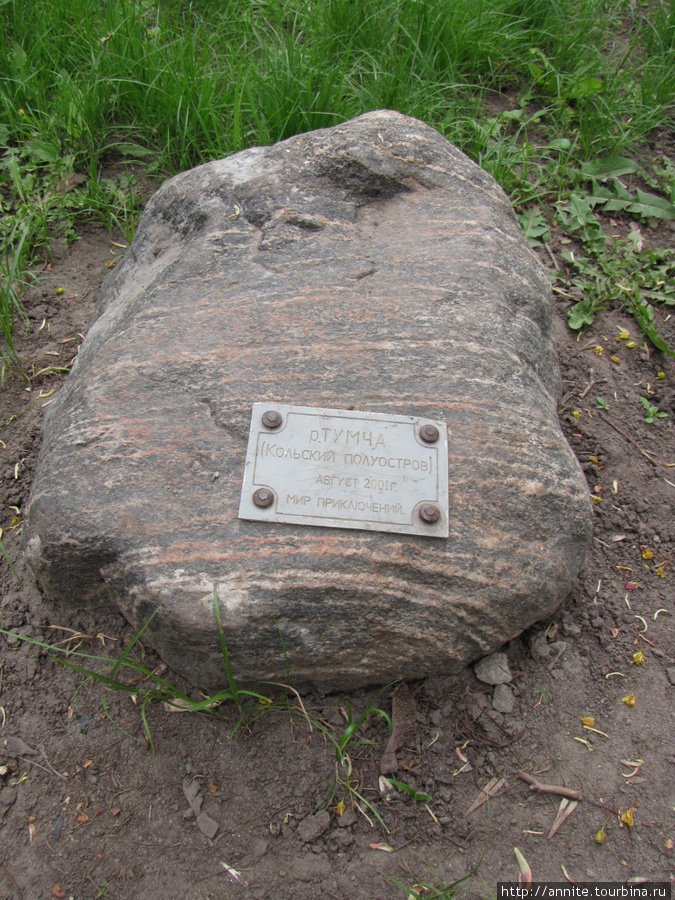 р.ТУМЧА
(Кольский полуостров)
август 2001г.
мир приключений.
© http://annite.tourbina.ru/